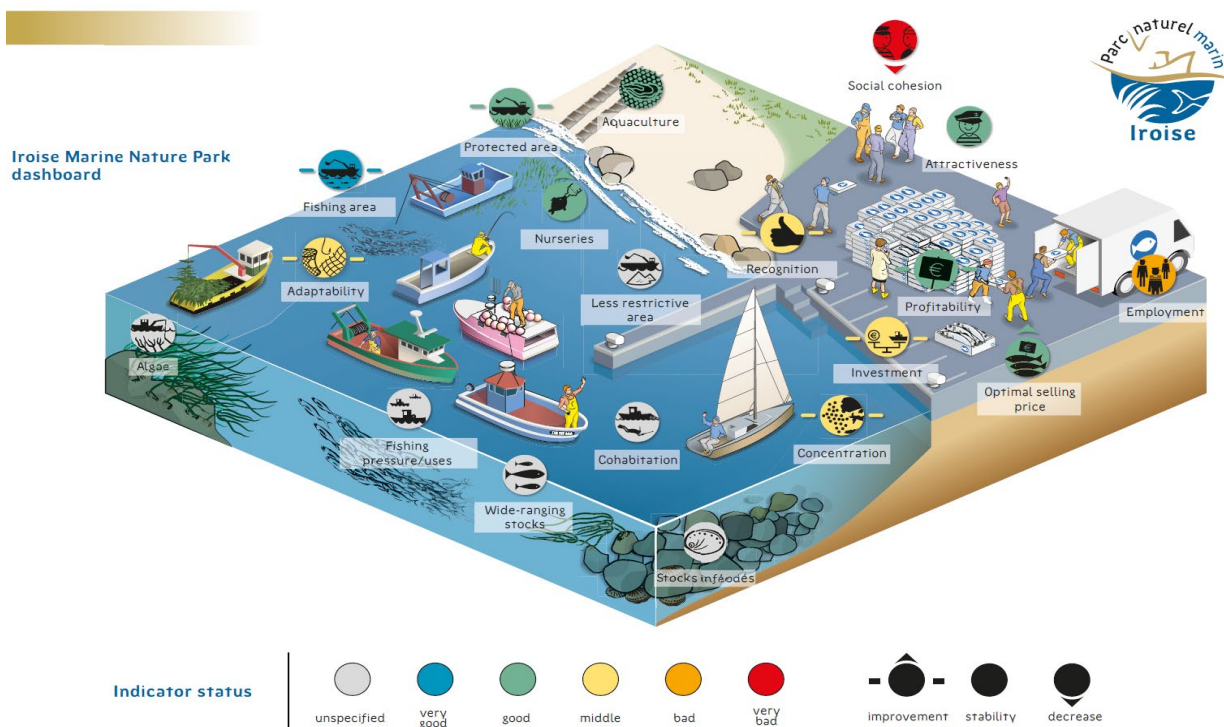 Parc naturel marin
Iroise
Iroise Marine Nature Park
dashboard
Social cohesion
Aquaculture
Protected area
Attractiveness
Fishing area
Nurseries
Recognition
Adaptability
Less restrictive
area
Profitability
Employment
Algae
Investment
Optimal selling
price
Fishing
pressure/uses
Cohabitation
Concentration
Wide-ranging
stocks
Stocks inféodés
Indicator status
unspecified
very
good
good
middle
bad
very
bad
improvement
stability
decrease